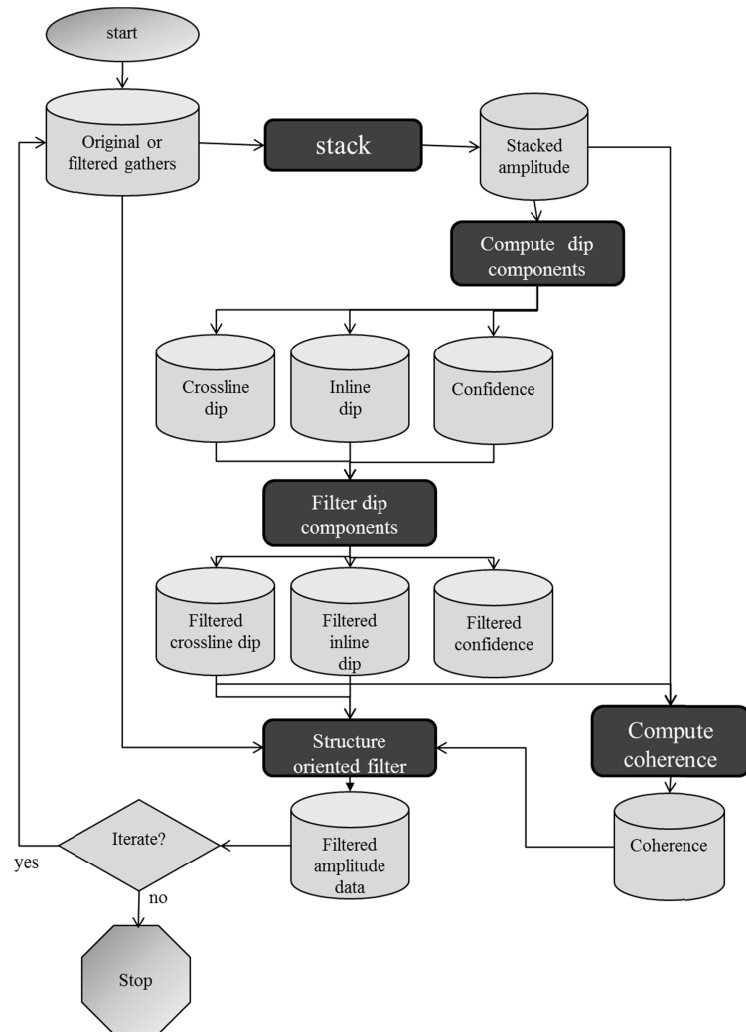 start
Original or
filtered gathers
stack
Stacked
amplitude
Compute dip
components
Crossline
dip
Inline
dip
Confidence
Filter dip
components
Filtered
crossline dip
Filtered
inline
dip
Filtered
confidence
Structure
oriented filter
Compute
coherence
Iterate?
yes
no
Filtered
amplitude
data
Coherence
Stop